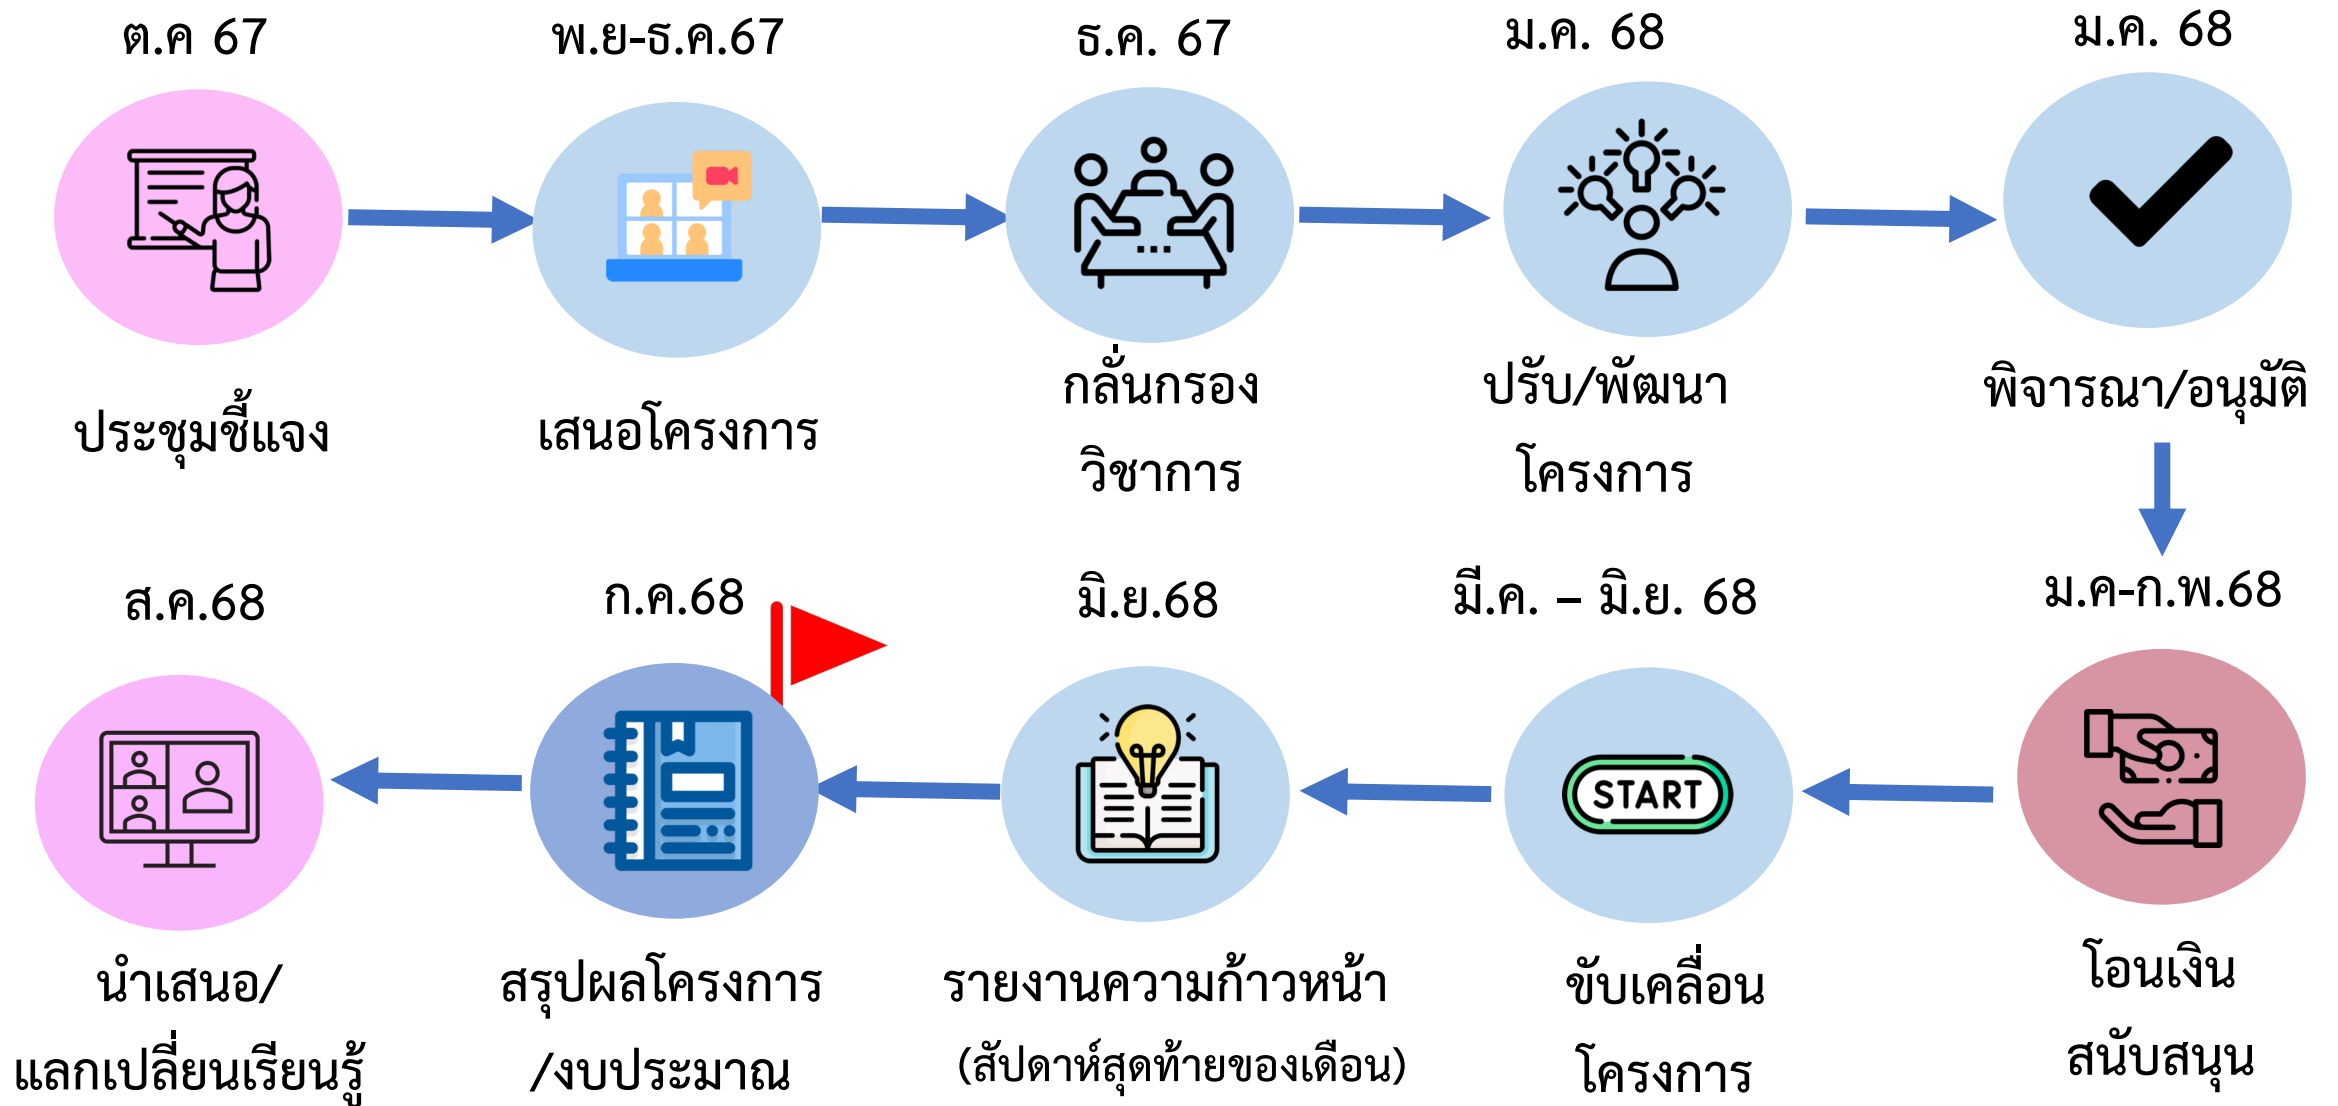 ต.ค 67
พ.ย-ธ.ค.67
ธ.ค. 67
ม.ค. 68
ม.ค. 68
ประชุมชี้แจง
เสนอโครงการ
กลั่นกรอง
วิชาการ
ปรับ/พัฒนา
โครงการ
พิจารณา/อนุมัติ
ม.ค-ก.พ.68
มี.ค. – มิ.ย. 68
มิ.ย.68
ก.ค.68
ส.ค.68
START
โอนเงิน
สนับสนุน
ขับเคลื่อน
โครงการ
รายงานความก้าวหน้า
(สัปดาห์สุดท้ายของเดือน)
สรุปผลโครงการ
/งบประมาณ
นำเสนอ/
แลกเปลี่ยนเรียนรู้